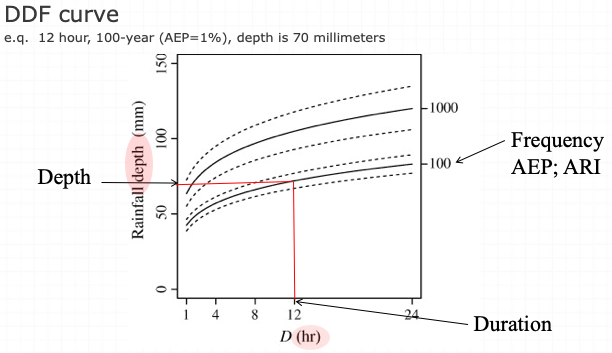 DDF curve
e.q. 12 hour, 100-year (AEP=1%), depth is 70 millimeters
150
100
50
0
Rainfall depth (mm)
Depth
1000
100
Frequency
AEP; ARI
1 4 8 12 24
D (hr)
Duration